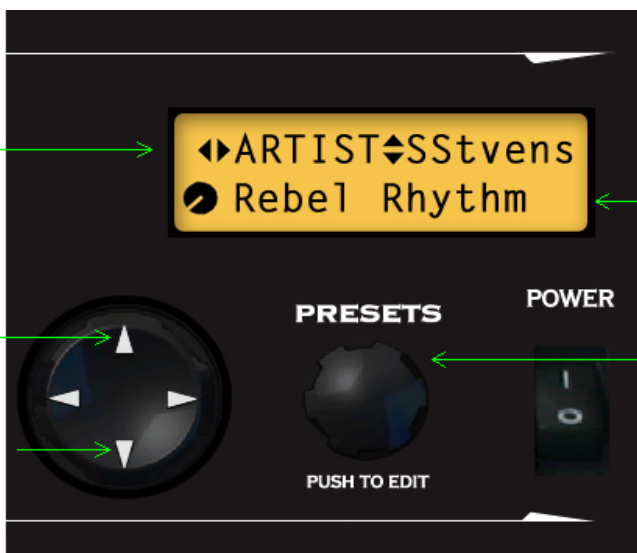 ARTIST SStvens
Rebel Rhythm
PRESETS
POWER
PUSH TO EDIT
I
O